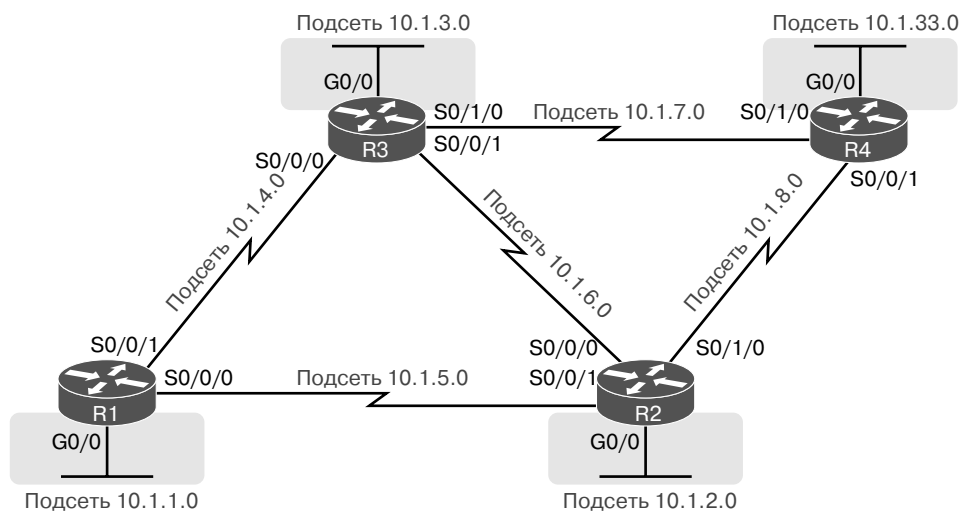 Подсеть 10.1.3.0
Подсеть 10.1.33.0
G0/0
G0/0
S0/1/0
Подсеть 10.1.7.0
S0/1/0
R3
S0/0/1
R4
S0/0/0
S0/0/1
Подсеть 10.1.4.0
Подсеть 10.1.6.0
Подсеть 10.1.8.0
S0/0/1
S0/0/0
S0/1/0
S0/0/0
Подсеть 10.1.5.0
S0/0/1
R1
R2
G0/0
G0/0
Подсеть 10.1.1.0
Подсеть 10.1.2.0